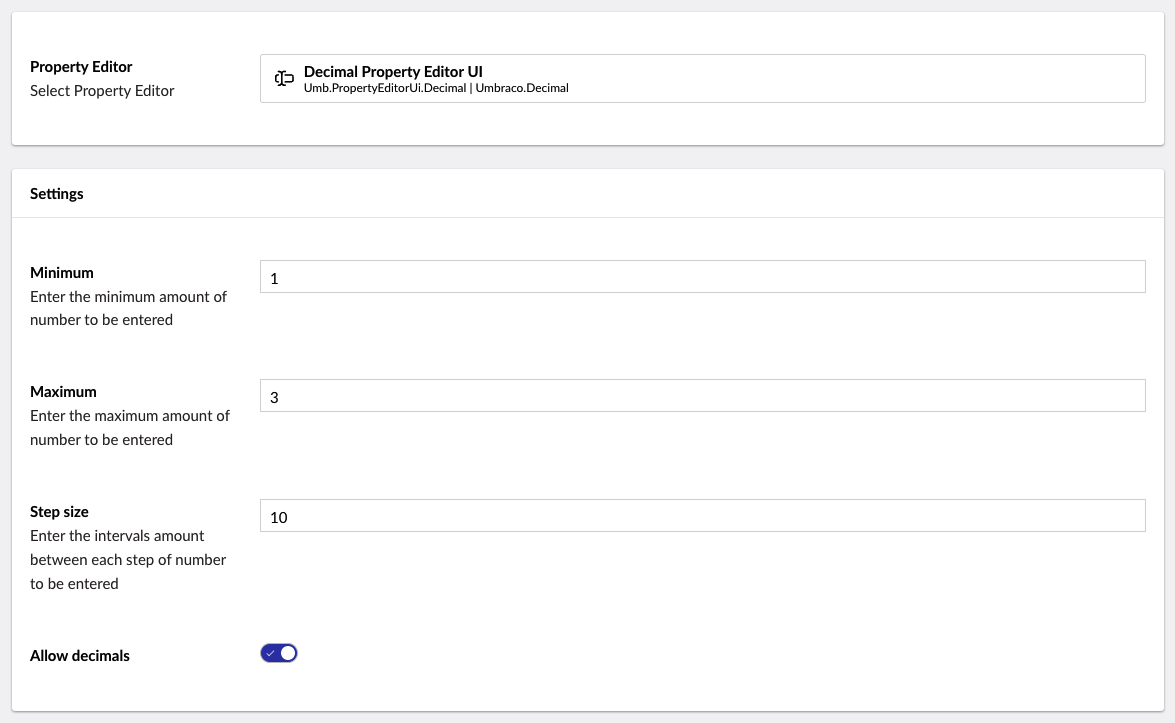 Property Editor
Select Property Editor
Decimal Property Editor UI
Umb.PropertyEditorUi.Decimal | Umbraco.Decimal
Settings
Minimum
Enter the minimum amount of
number to be entered
1
Maximum
Enter the maximum amount of
number to be entered
3
Step size
Enter the intervals amount
between each step of number
to be entered
10
Allow decimals